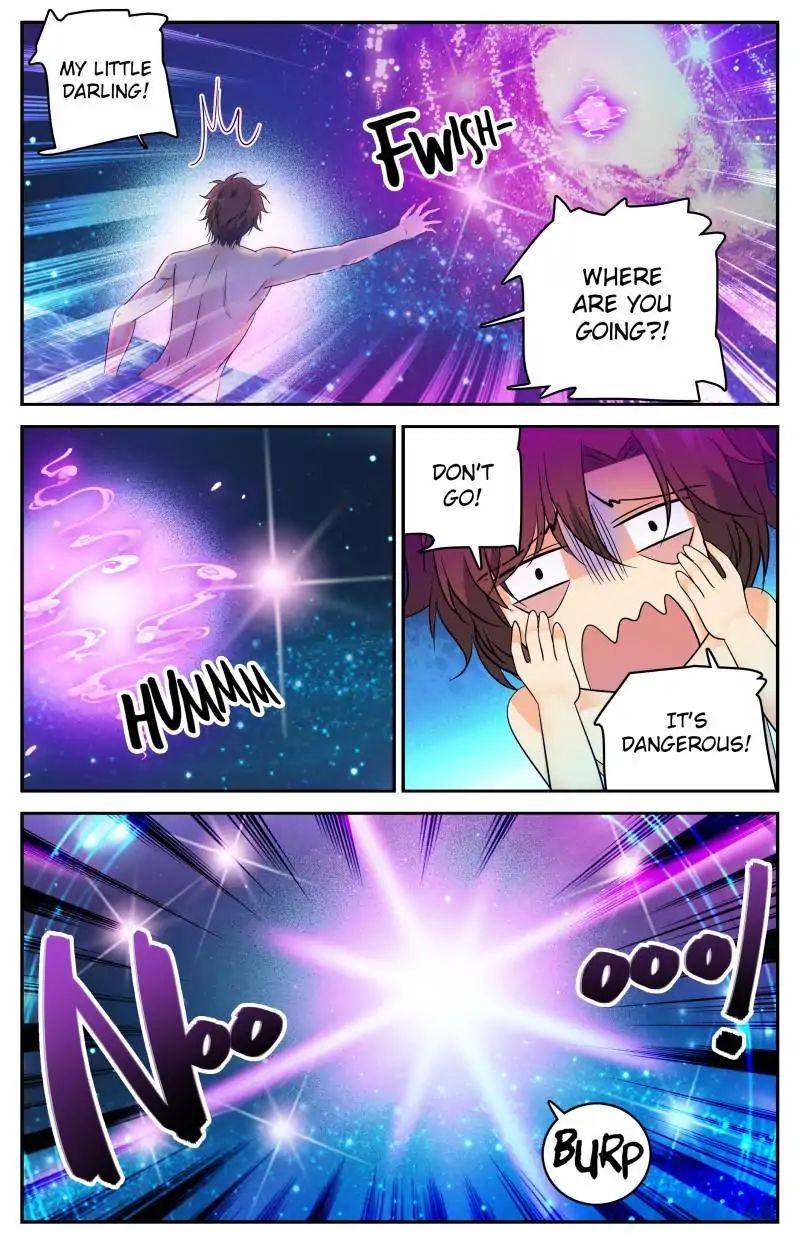 MY LITTLE
DARLING!
FWISH-
WHERE
ARE YOU
GOING?!
HUMMM
DON'T
GO!
IT'S
DANGEROUS!
NOO
OOO!
BURP